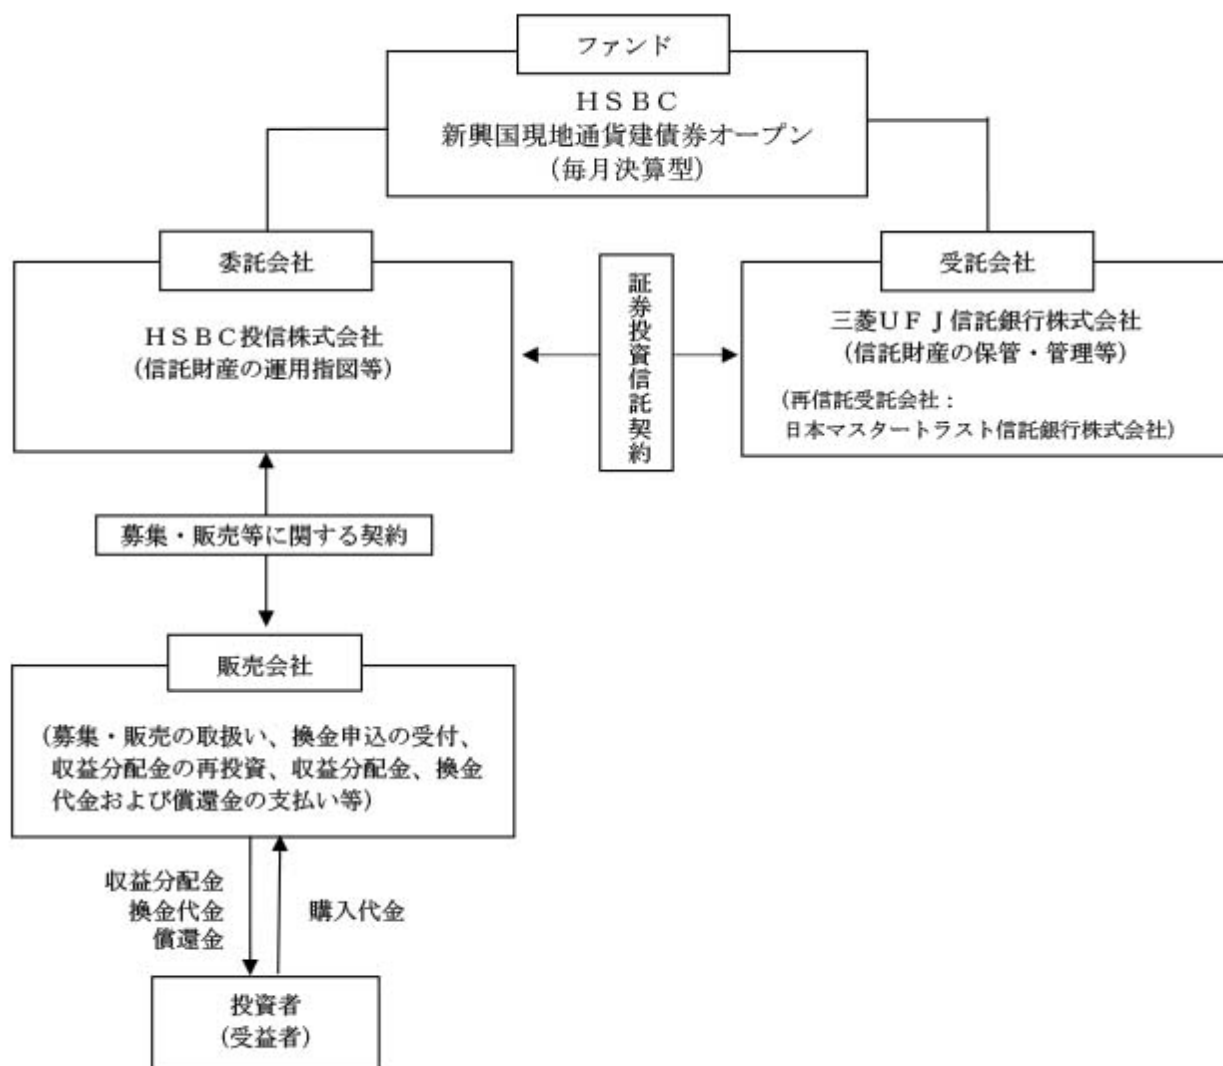 ファンド
ＨＳＢＣ
新興国現地通貨建債券オープン
（毎月決算型）
委託会社
ＨＳＢＣ投信株式会社
（信託財産の運用指図等）
証券投資信託契約
受託会社
三菱ＵＦＪ信託銀行株式会社
（信託財産の保管・管理等）
（再信託受託会社：
日本マスタートラスト信託銀行株式会社）
募集・販売等に関する契約
販売会社
（募集・販売の取扱い、換金申込の受付、
収益分配金の再投資、収益分配金、換金
代金および償還金の支払い等）
収益分配金
換金代金
償還金
購入代金
投資者
（受益者）